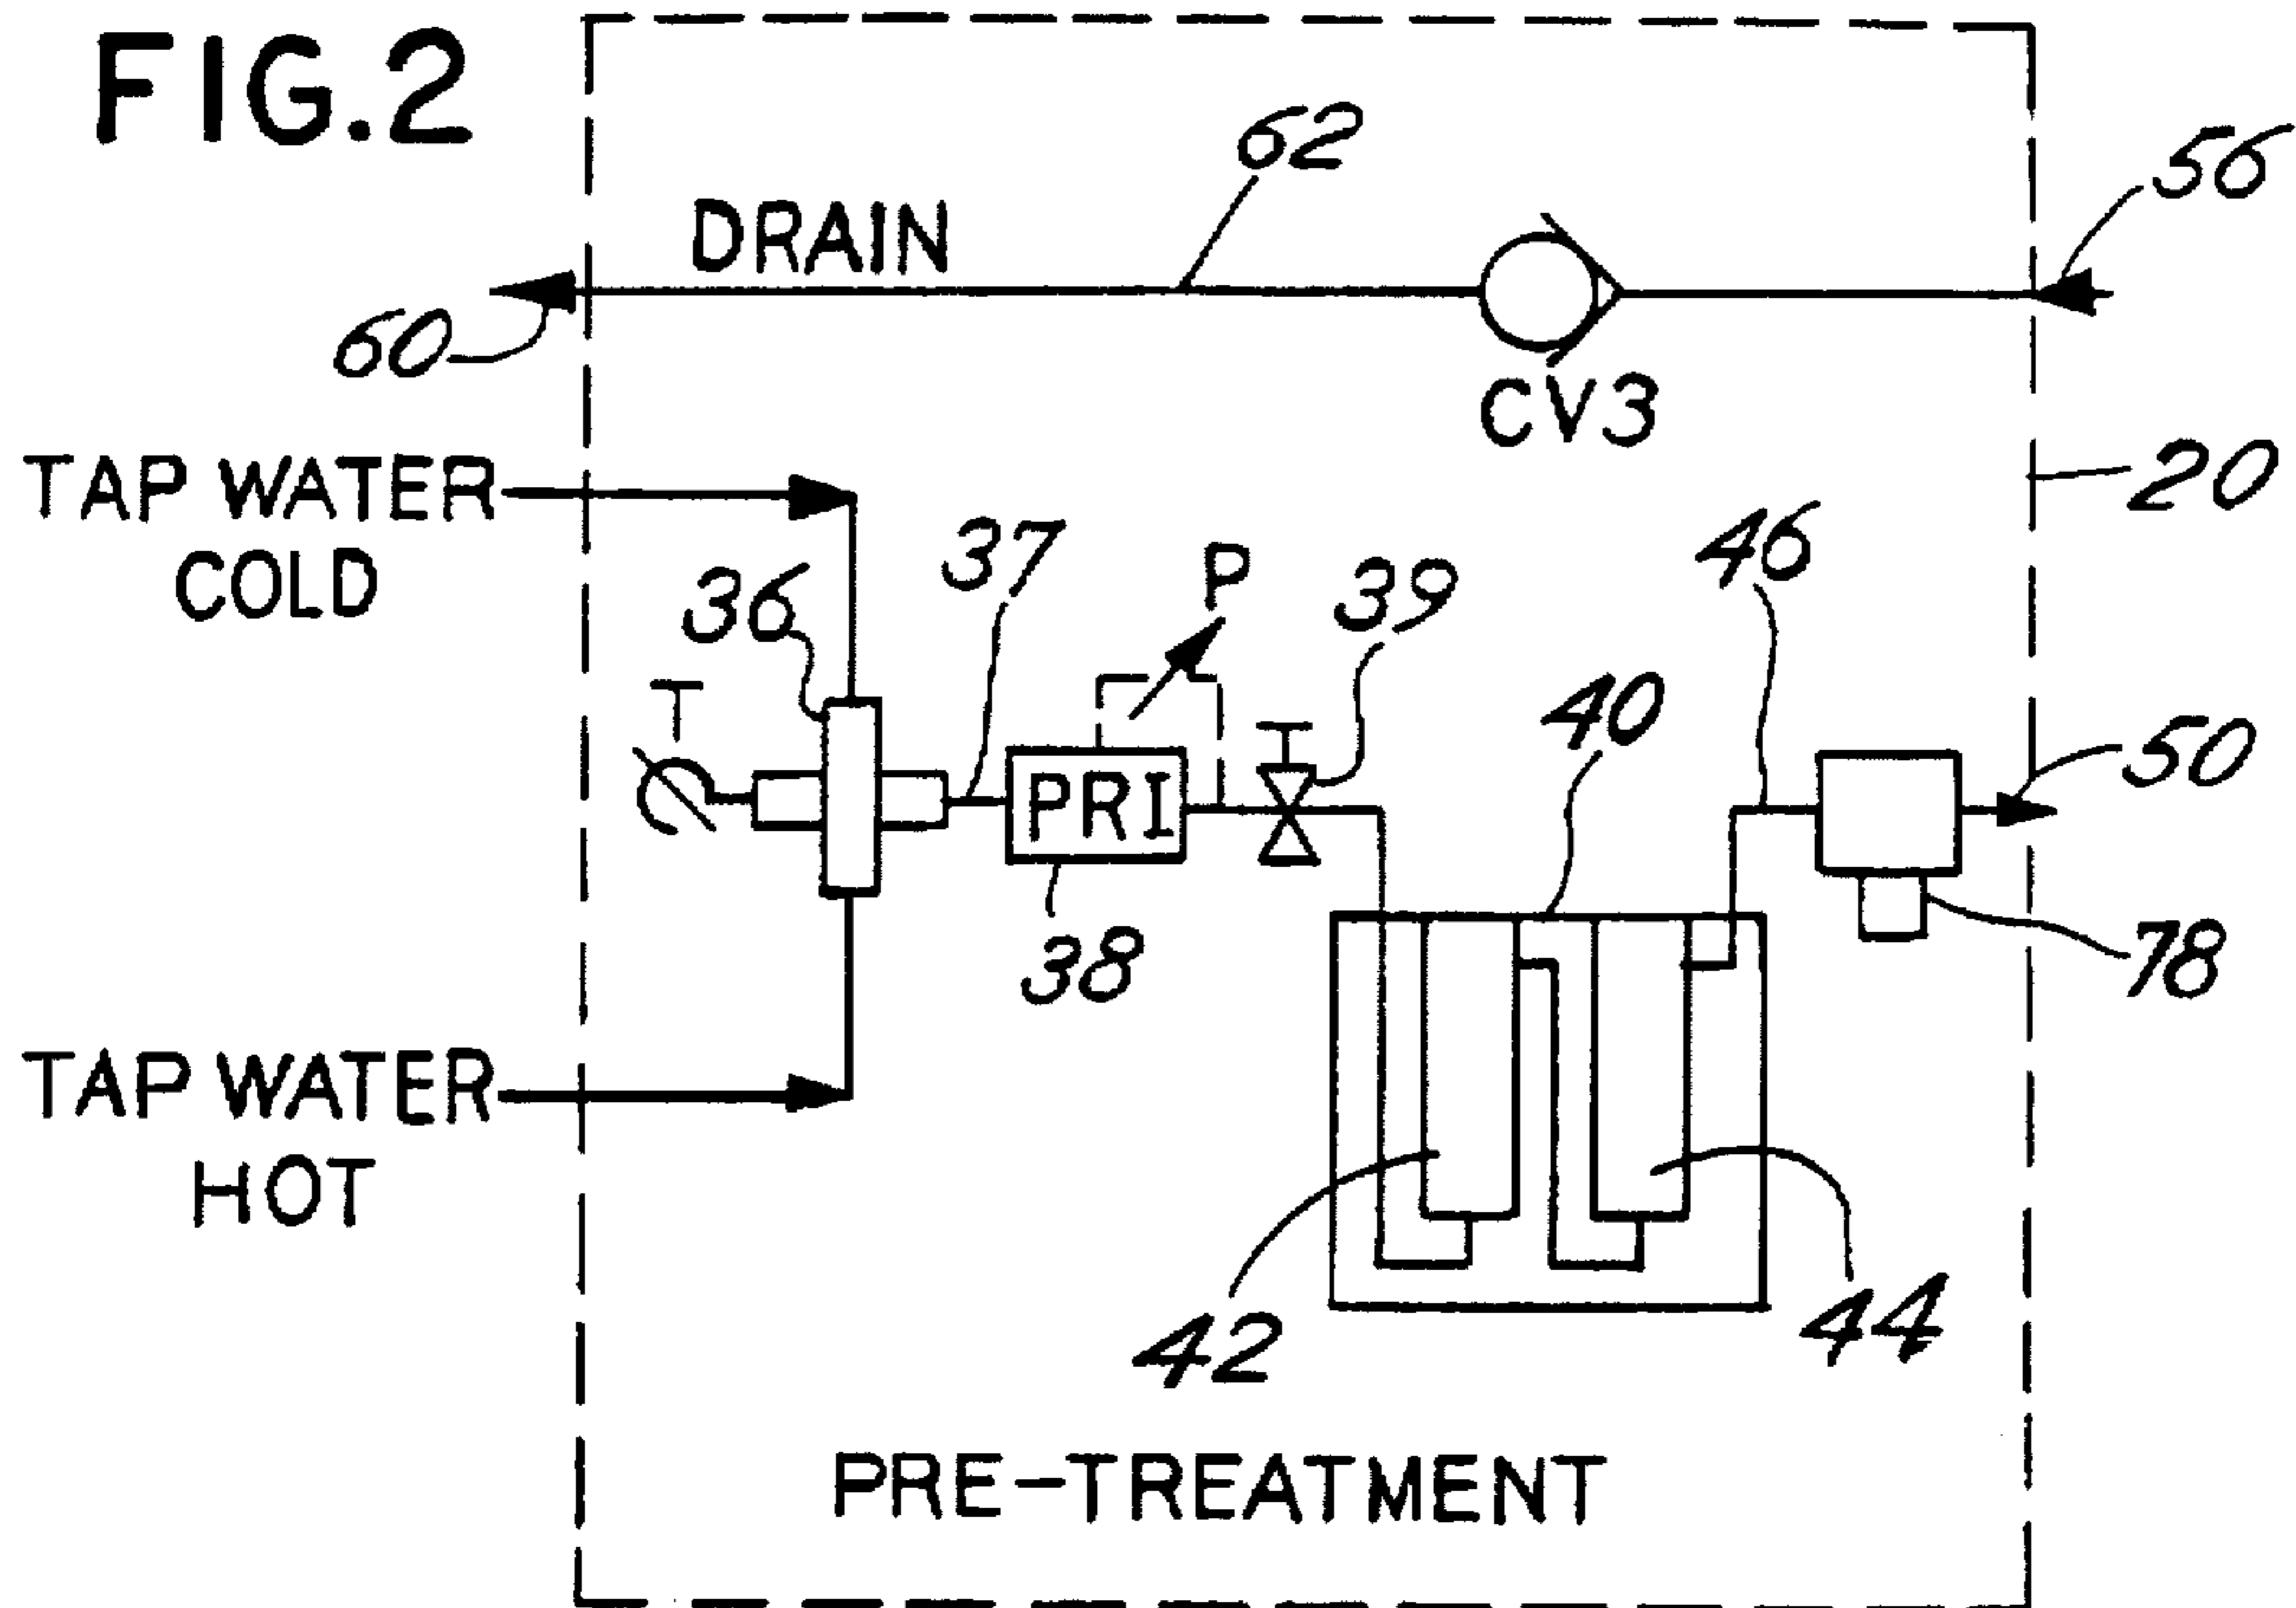 FIG.2
62
56
DRAIN
60
CV3
TAP WATER
COLD
20
46
37
P
39
36
T
40
50
PRI
38
78
TAP WATER
HOT
42
44
PRE-TREATMENT